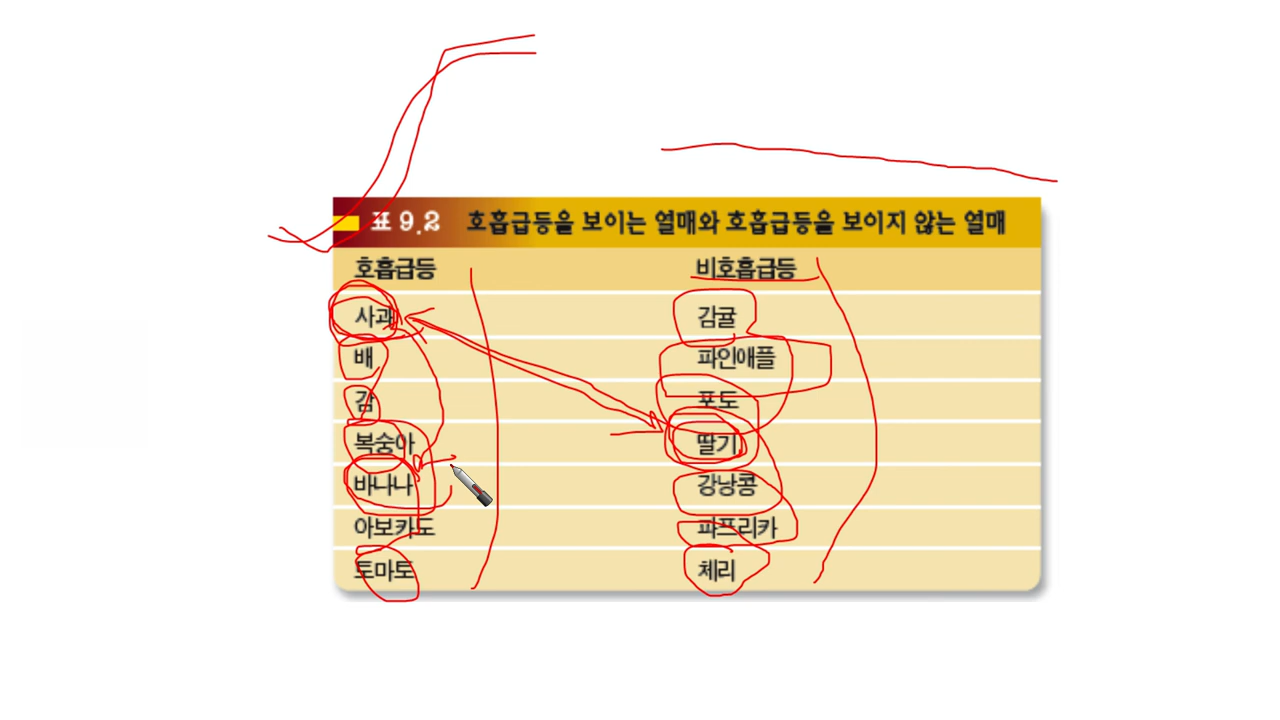 표 9.2 호흡급등을 보이는 열매와 호흡급등을 보이지 않는 열매
호흡급등 비호흡급등
사과 감귤
배 파인애플
감 포도
복숭아 딸기
바나나 강낭콩
아보카도 파프리카
토마토 체리